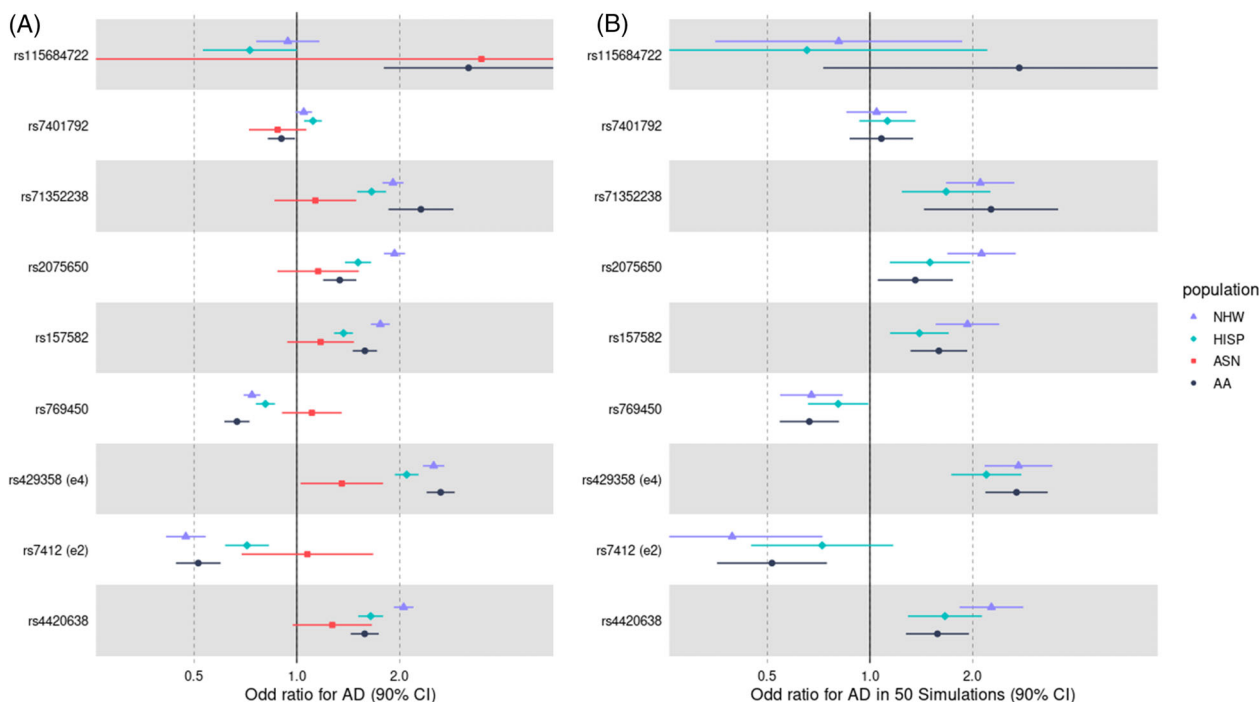 (A)
rs115684722
rs7401792
rs71352238
rs2075650
rs157582
rs769450
rs429358 (e4)
rs7412 (e2)
rs4420638
0.5 1.0 2.0
Odd ratio for AD (90% CI)
(B)
rs115684722
rs7401792
rs71352238
rs2075650
rs157582
rs769450
rs429358 (e4)
rs7412 (e2)
rs4420638
0.5 1.0 2.0
Odd ratio for AD in 50 Simulations (90% CI)
population
NHW
HISP
ASN
AA